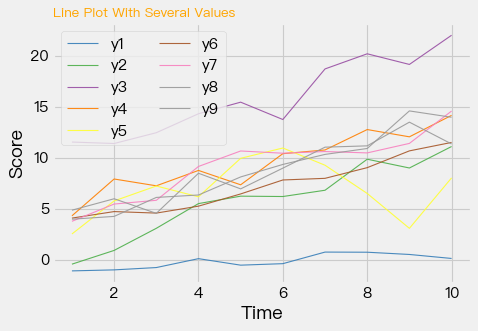 Line Plot With Several Values
y1 y6
y2 y7
y3 y8
y4 y9
y5
Score
20
15
10
5
0
2 4 6 8 10
Time